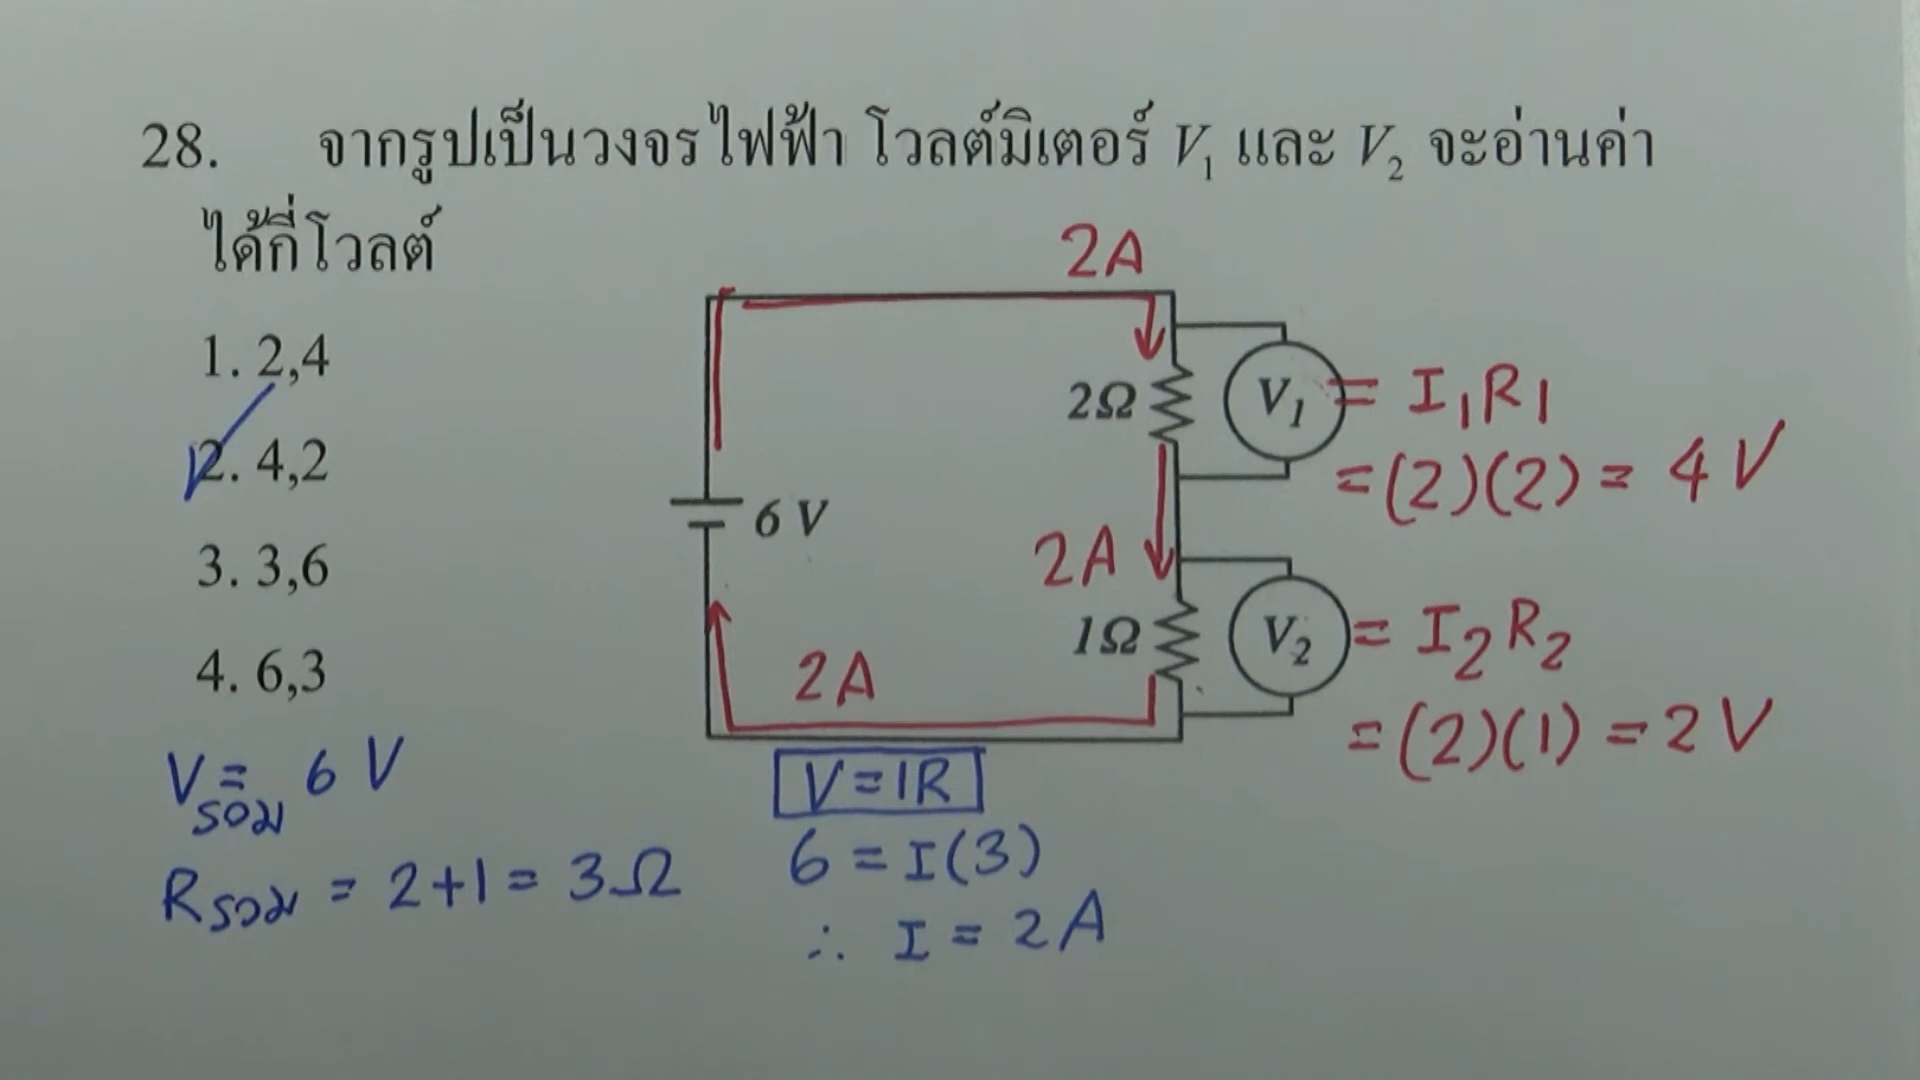 28. จากรูปเป็นวงจรไฟฟ้า โวลต์มิเตอร์ V₁ และ V₂ จะอ่านค่า
ได้กี่โวลต์
1. 2,4
2. 4,2
3. 3,6
4. 6,3
2A
2Ω
V₁ = I₁R₁
= (2)(2) = 4 V
6 V
2A
1Ω
V₂ = I₂R₂
= (2)(1) = 2 V
2A
Vรวม = 6 V
Rรวม = 2+1 = 3Ω
V=IR
6 = I(3)
∴ I = 2A